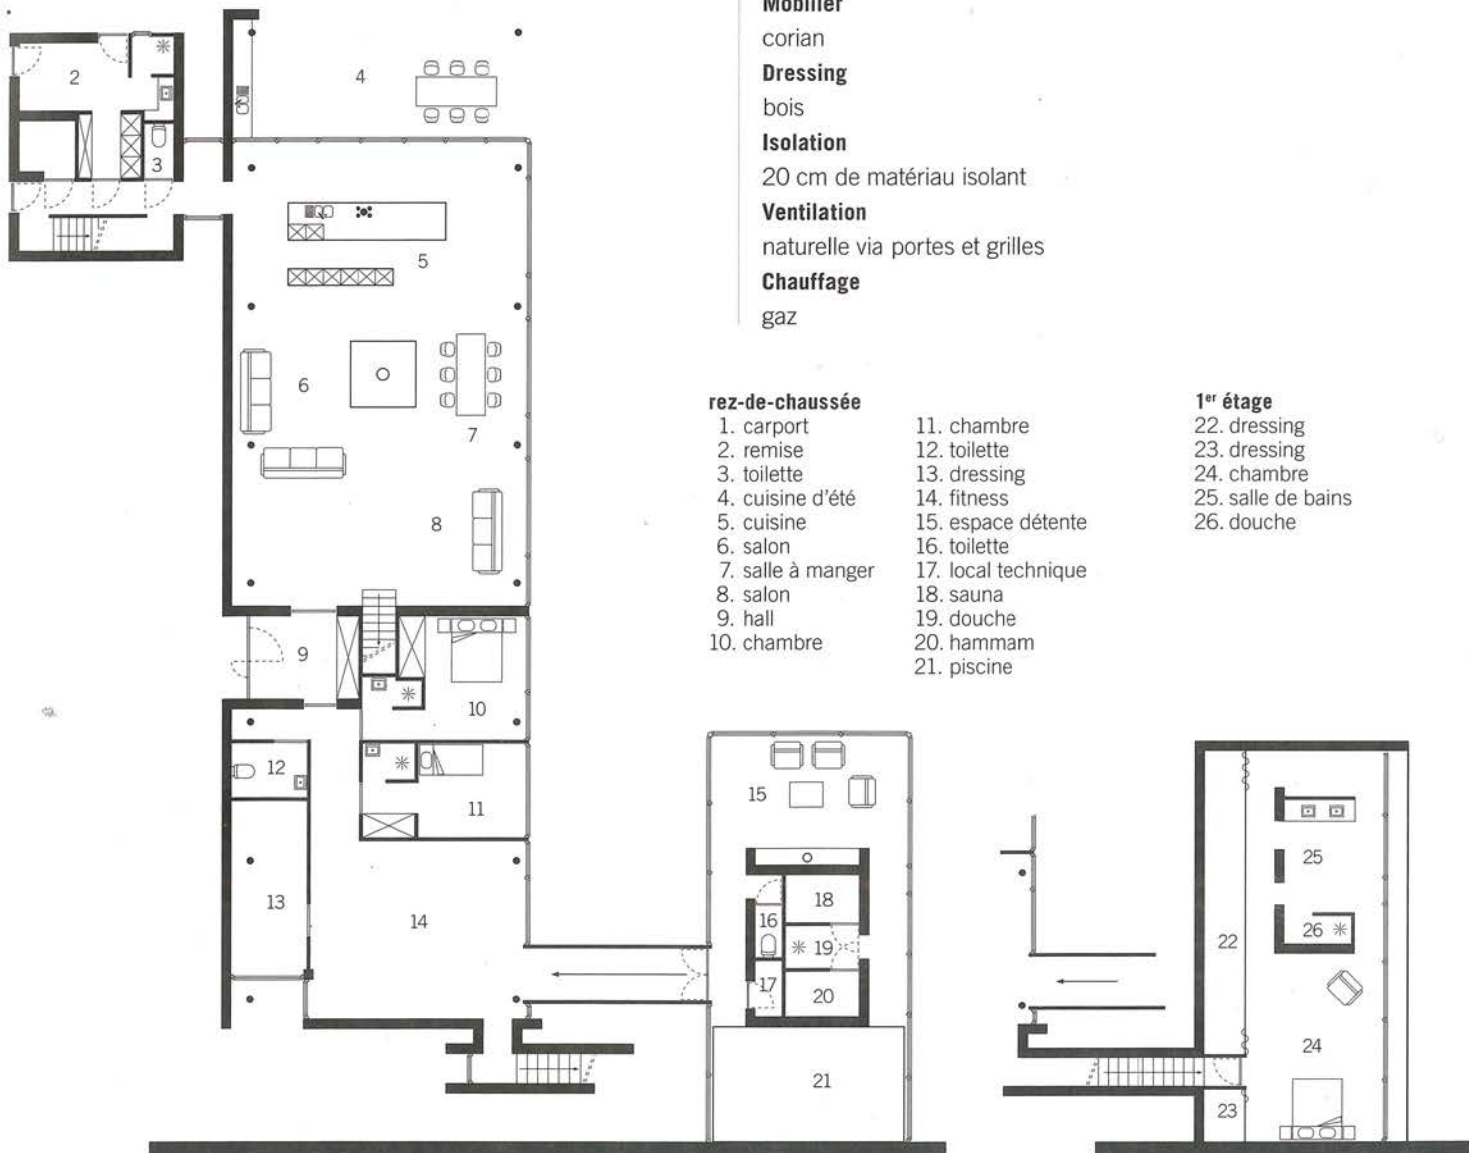 Mobilier
corian
Dressing
bois
Isolation
20 cm de matériau isolant
Ventilation
naturelle via portes et grilles
Chauffage
gaz
rez-de-chaussée
1. carport
2. remise
3. toilette
4. cuisine d'été
5. cuisine
6. salon
7. salle à manger
8. salon
9. hall
10. chambre
11. chambre
12. toilette
13. dressing
14. fitness
15. espace détente
16. toilette
17. local technique
18. sauna
19. douche
20. hammam
21. piscine
1er étage
22. dressing
23. dressing
24. chambre
25. salle de bains
26. douche
2
3
4
5
6
7
8
9
10
11
12
13
14
15
16
17
18
19
20
21
22
23
24
25
26